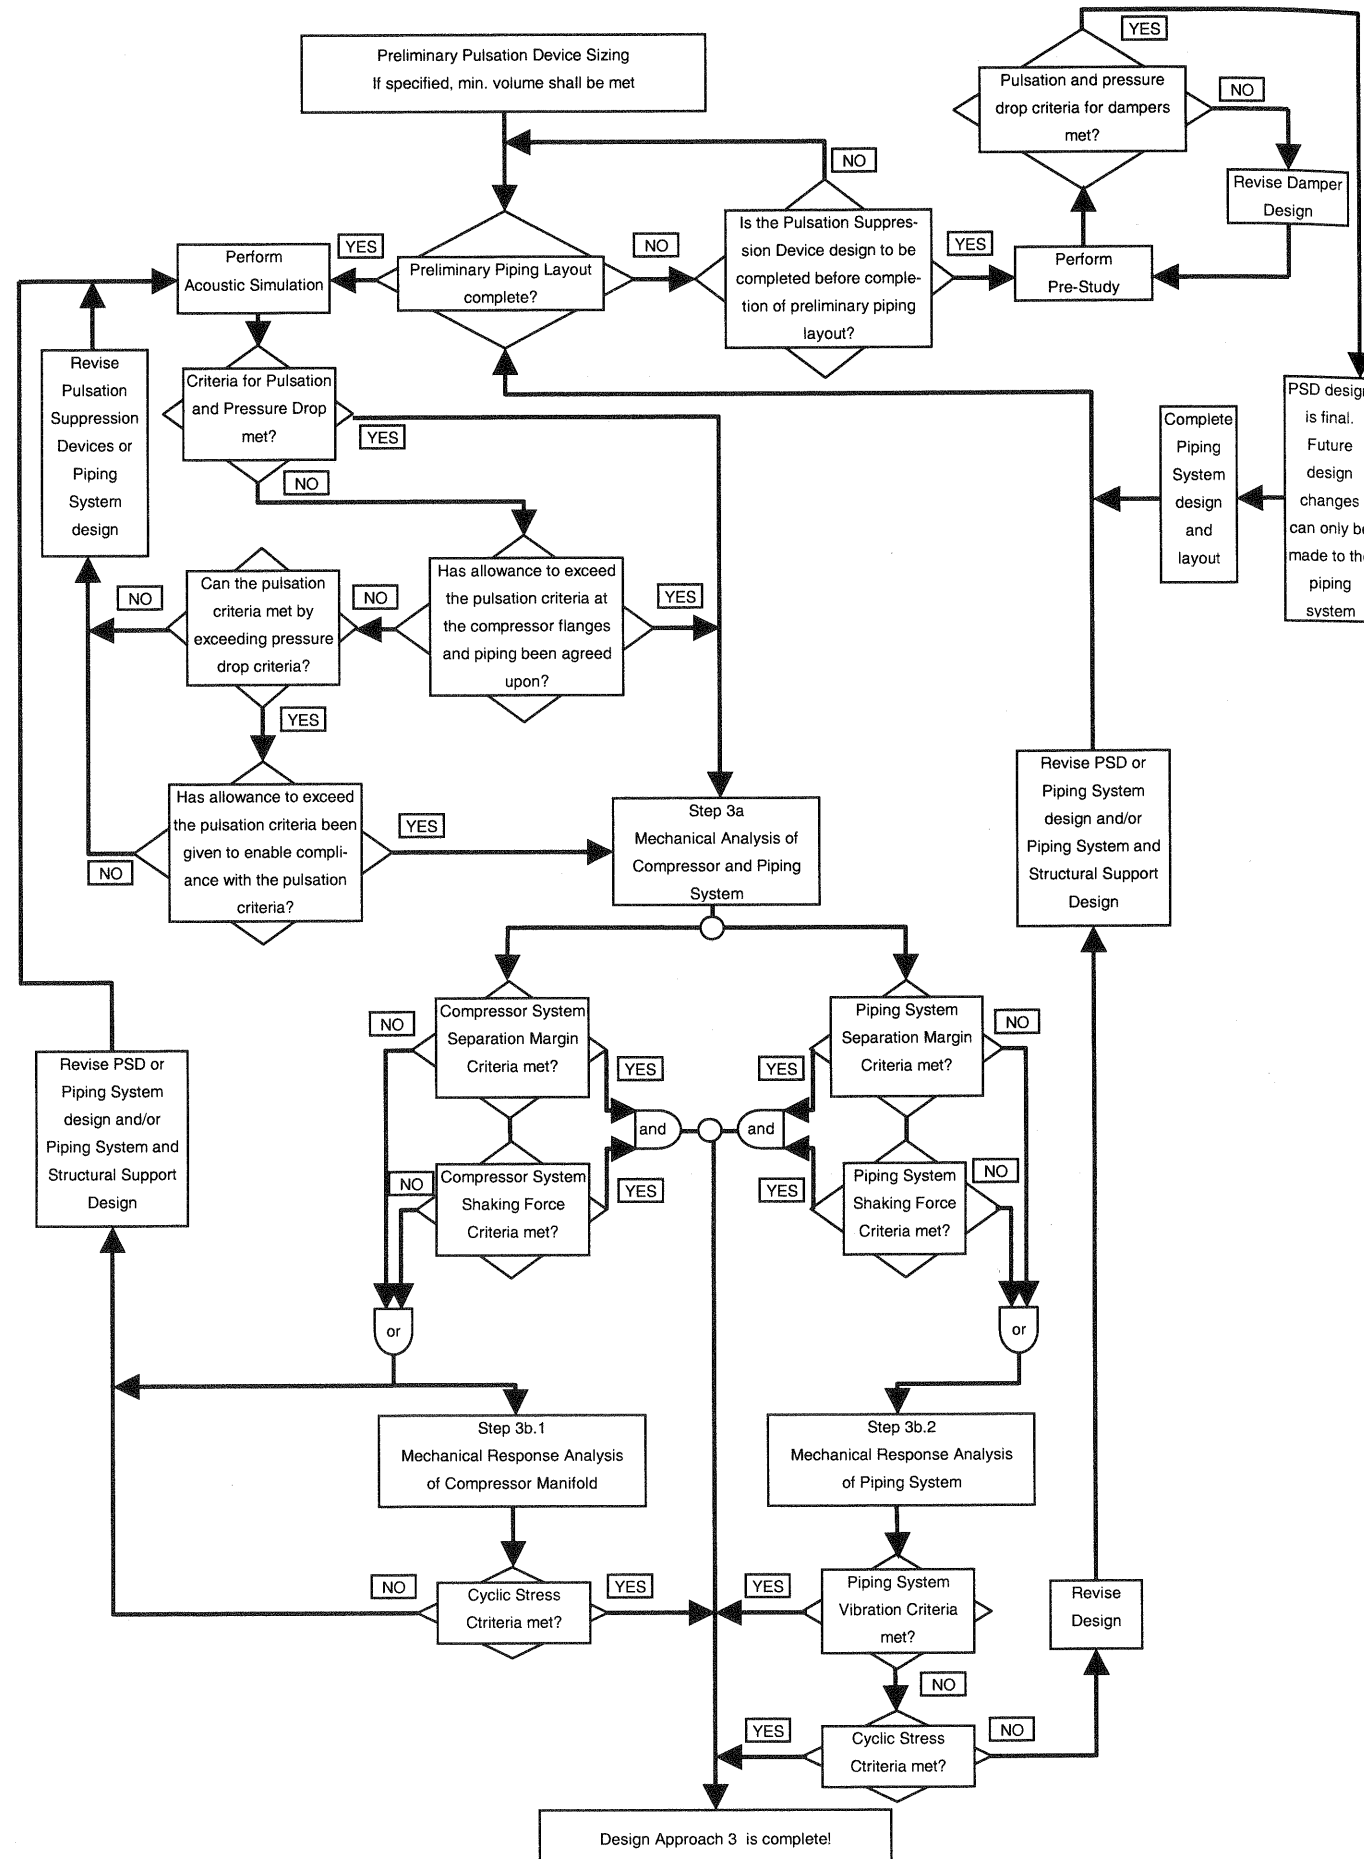 Preliminary Pulsation Device Sizing
If specified, min. volume shall be met
YES
Pulsation and pressure
drop criteria for dampers
met?
NO
Revise Damper
Design
NO
Is the Pulsation Suppres-
sion Device design to be
completed before comple-
tion of preliminary piping
layout?
YES
Perform
Pre-Study
NO
Preliminary Piping Layout
complete?
YES
Perform
Acoustic Simulation
Revise
Pulsation
Suppression
Devices or
Piping
System
design
Criteria for Pulsation
and Pressure Drop
met?
YES
NO
Complete
Piping
System
design
and
layout
PSD design
is final.
Future
design
changes
can only be
made to the
piping
system
NO
Can the pulsation
criteria met by
exceeding pressure
drop criteria?
NO
Has allowance to exceed
the pulsation criteria at
the compressor flanges
and piping been agreed
upon?
YES
YES
Has allowance to exceed
the pulsation criteria been
given to enable compli-
ance with the pulsation
criteria?
YES
NO
Step 3a
Mechanical Analysis of
Compressor and Piping
System
Revise PSD or
Piping System
design and/or
Piping System and
Structural Support
Design
NO
Compressor System
Separation Margin
Criteria met?
YES
YES
Piping System
Separation Margin
Criteria met?
NO
Revise PSD or
Piping System
design and/or
Piping System and
Structural Support
Design
and
and
NO
Compressor System
Shaking Force
Criteria met?
YES
YES
Piping System
Shaking Force
Criteria met?
NO
or
or
Step 3b.1
Mechanical Response Analysis
of Compressor Manifold
Step 3b.2
Mechanical Response Analysis
of Piping System
NO
Cyclic Stress
Ctriteria met?
YES
YES
Piping System
Vibration Criteria
met?
Revise
Design
NO
YES
Cyclic Stress
Ctriteria met?
NO
Design Approach 3 is complete!